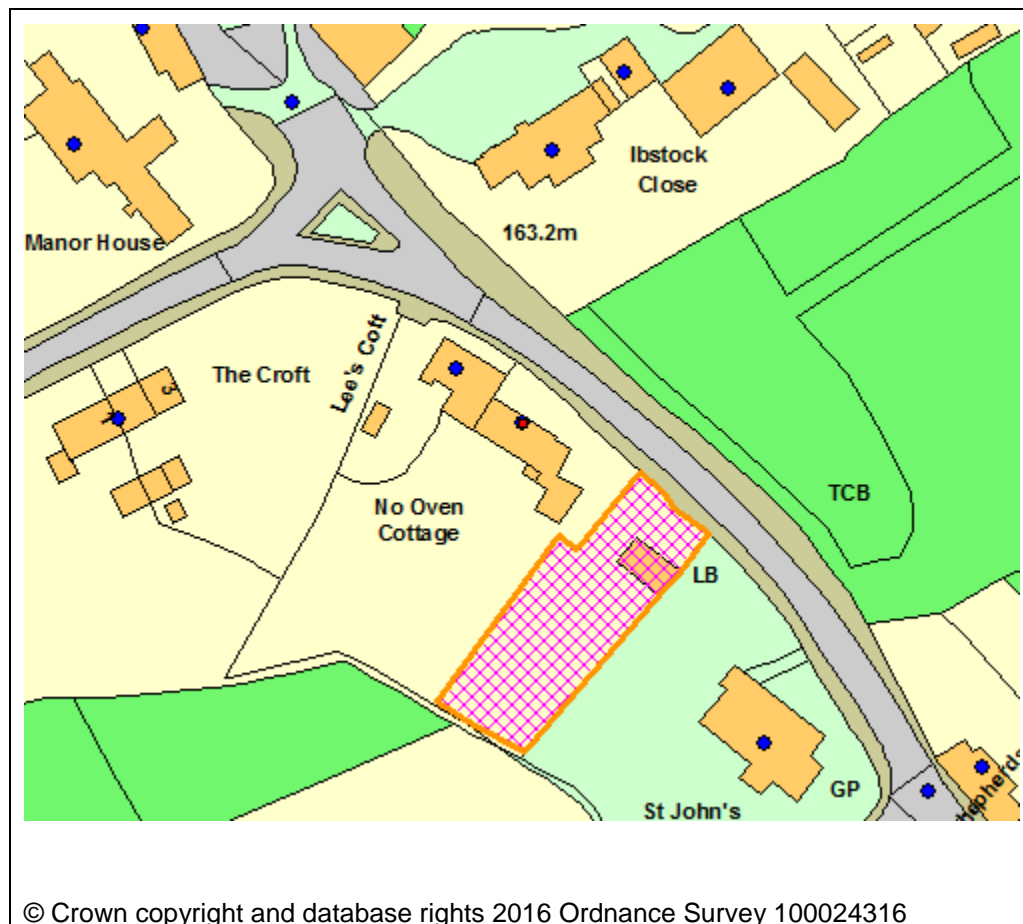 Ibstock
Close
Manor House
163.2m
Lee's Coft
The Croft
3
TCB
No Oven
Cottage
LB
GP
St John's
hepherds
© Crown copyright and database rights 2016 Ordnance Survey 100024316